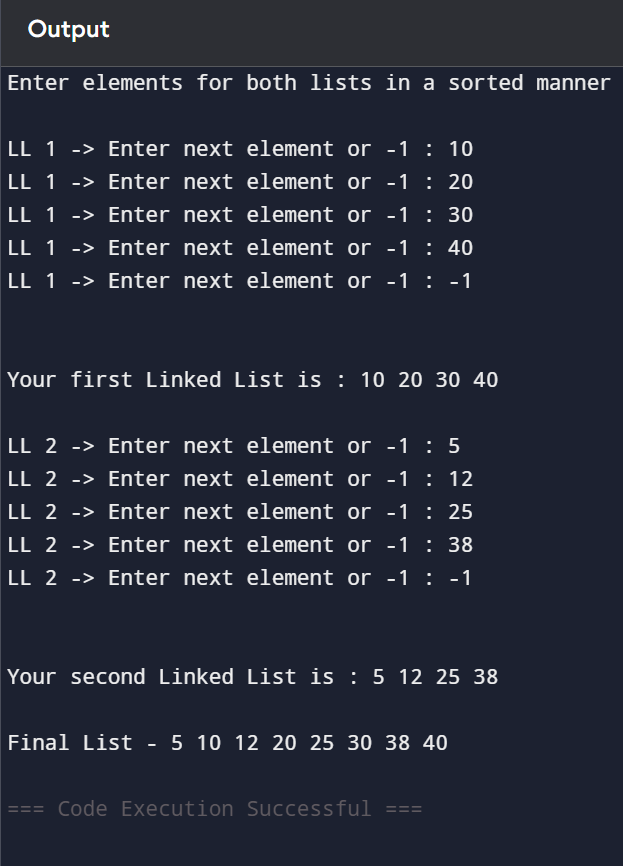 Output
Enter elements for both lists in a sorted manner
LL 1 -> Enter next element or -1 : 10
LL 1 -> Enter next element or -1 : 20
LL 1 -> Enter next element or -1 : 30
LL 1 -> Enter next element or -1 : 40
LL 1 -> Enter next element or -1 : -1
Your first Linked List is : 10 20 30 40
LL 2 -> Enter next element or -1 : 5
LL 2 -> Enter next element or -1 : 12
LL 2 -> Enter next element or -1 : 25
LL 2 -> Enter next element or -1 : 38
LL 2 -> Enter next element or -1 : -1
Your second Linked List is : 5 12 25 38
Final List - 5 10 12 20 25 30 38 40
=== Code Execution Successful ===